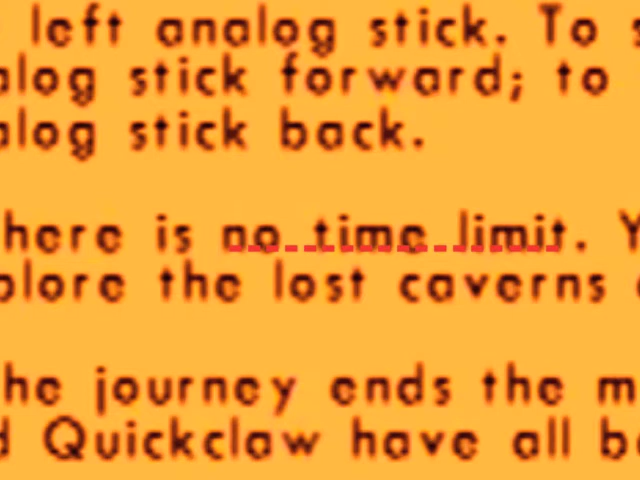 left analog stick. To s
alog stick forward; to
alog stick back.
here is no time limit. Y
plore the lost caverns
he journey ends the m
d Quickclaw have all be